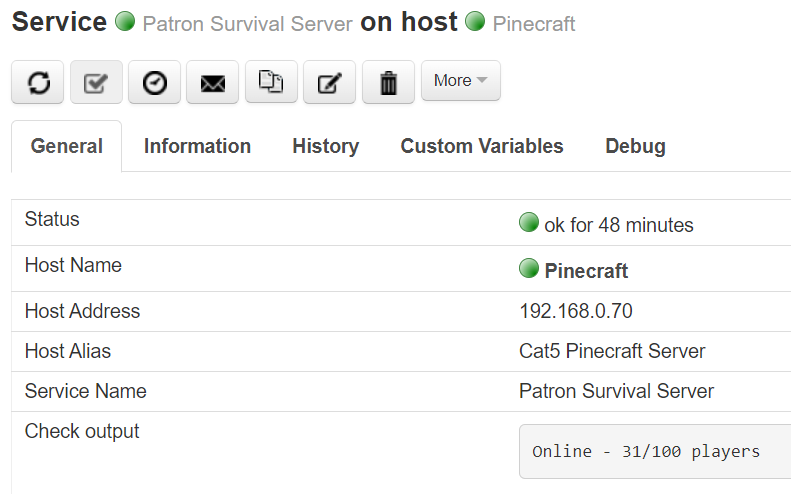 Service Patron Survival Server on host Pinecraft
More
General Information History Custom Variables Debug
Status ok for 48 minutes
Host Name Pinecraft
Host Address 192.168.0.70
Host Alias Cat5 Pinecraft Server
Service Name Patron Survival Server
Check output
Online - 31/100 players